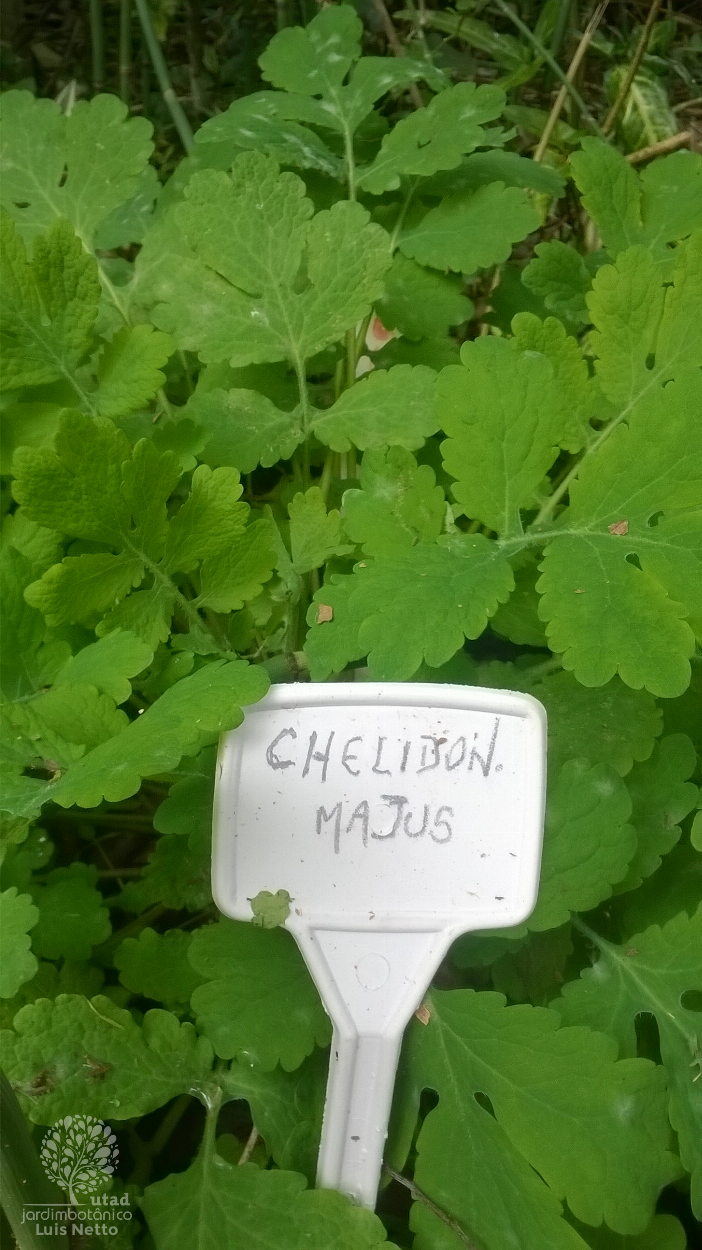 CHELIDON.
MAJUS
utad
jardimbotânico
Luis Netto